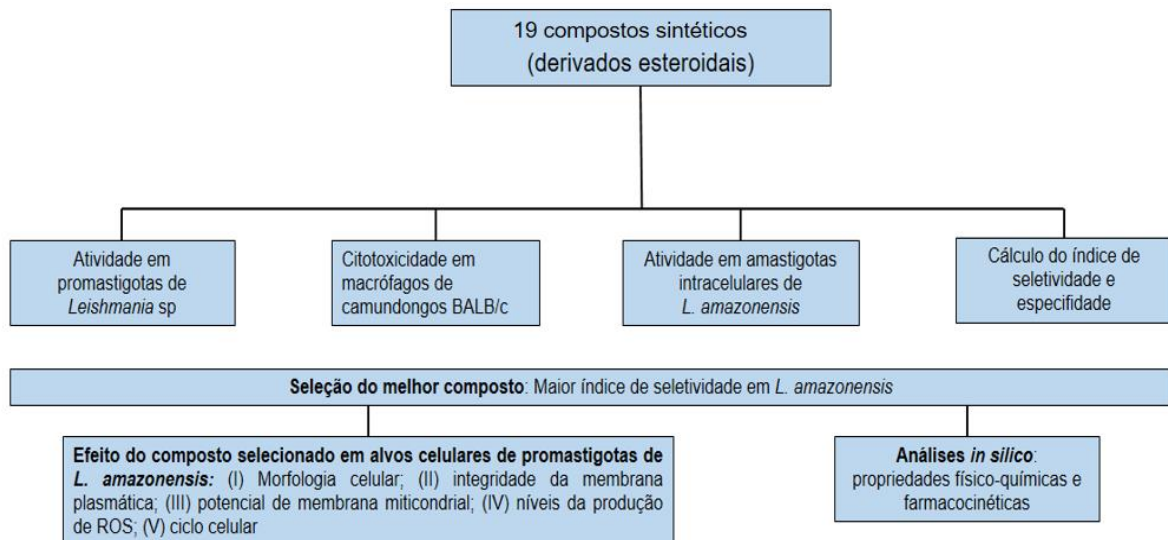 19 compostos sintéticos
(derivados esteroidais)
Atividade em
promastigotas de
Leishmania sp
Citotoxicidade em
macrófagos de
camundongos BALB/c
Atividade em amastigotas
intracelulares de
L. amazonensis
Cálculo do índice de
seletividade e
especifidade
Seleção do melhor composto: Maior índice de seletividade em L. amazonensis
Efeito do composto selecionado em alvos celulares de promastigotas de
L. amazonensis: (I) Morfologia celular; (II) integridade da membrana
plasmática; (III) potencial de membrana miticondrial; (IV) níveis da produção
de ROS; (V) ciclo celular
Análises in silico:
propriedades físico-químicas e
farmacocinéticas